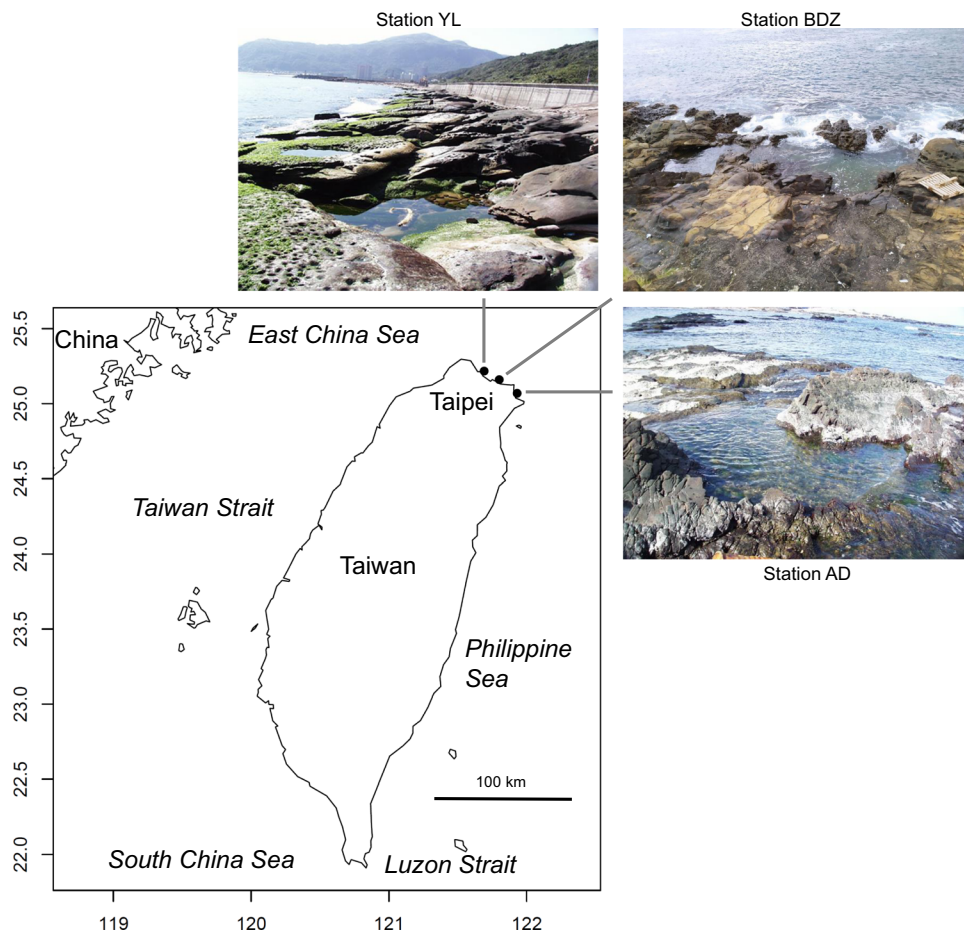 Station YL
Station BDZ
China
East China Sea
Taipei
Taiwan Strait
Taiwan
Philippine
Sea
100 km
South China Sea
Luzon Strait
Station AD
25.5
25.0
24.5
24.0
23.5
23.0
22.5
22.0
119
120
121
122